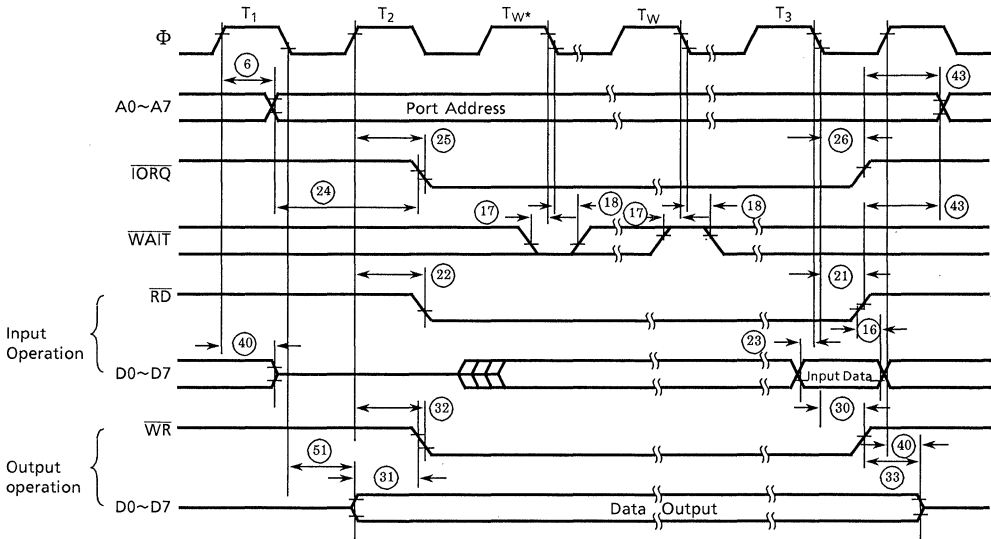 T1 T2 TW* TW T3
Φ
6 43
A0~A7 Port Address
25 26
IORQ
24 17 18 17 18 43
WAIT
22 21
RD
Input
Operation
40 23 16
D0~D7 Input Data
32 30
WR
51 31 40
Output
operation
33
D0~D7 Data Output